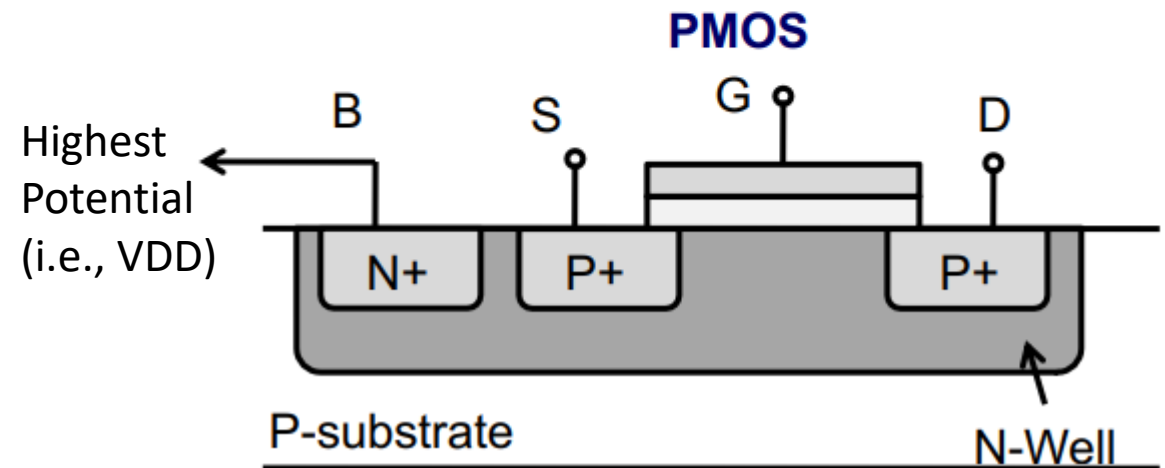 PMOS
B
S
G
D
Highest
Potential
(i.e., VDD)
N+
P+
P+
P-substrate
N-Well